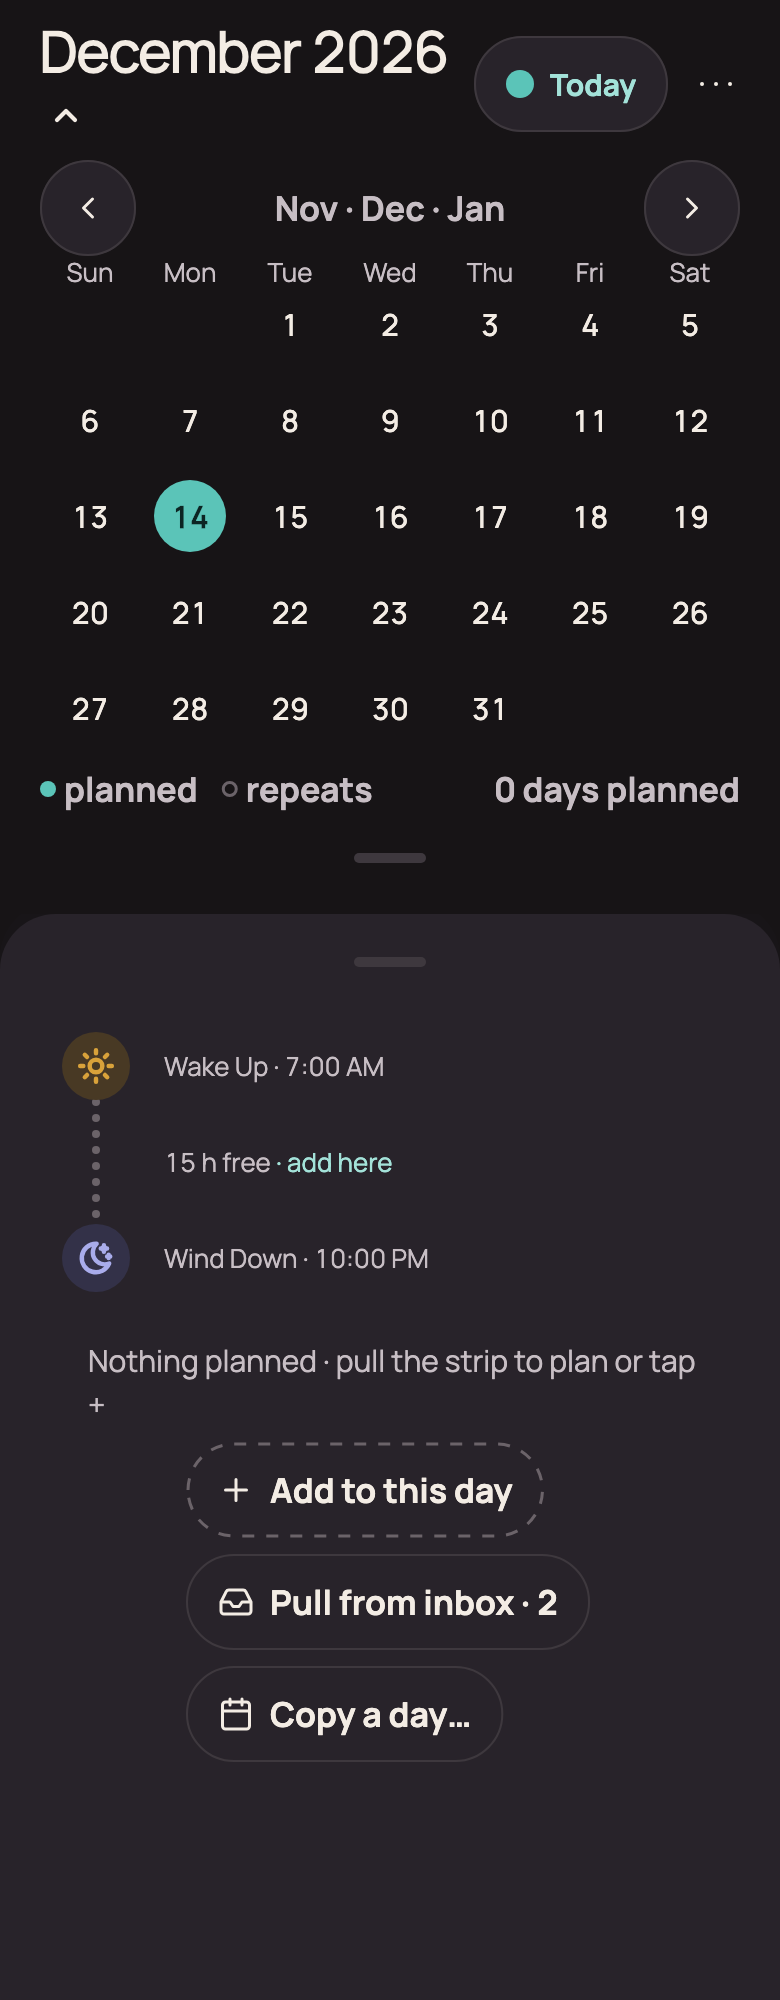 December 2026
Today
...
Nov · Dec · Jan
Sun Mon Tue Wed Thu Fri Sat
1 2 3 4 5
6 7 8 9 10 11 12
13 14 15 16 17 18 19
20 21 22 23 24 25 26
27 28 29 30 31
planned repeats 0 days planned
Wake Up · 7:00 AM
15 h free · add here
Wind Down · 10:00 PM
Nothing planned · pull the strip to plan or tap
+
+ Add to this day
Pull from inbox · 2
Copy a day...